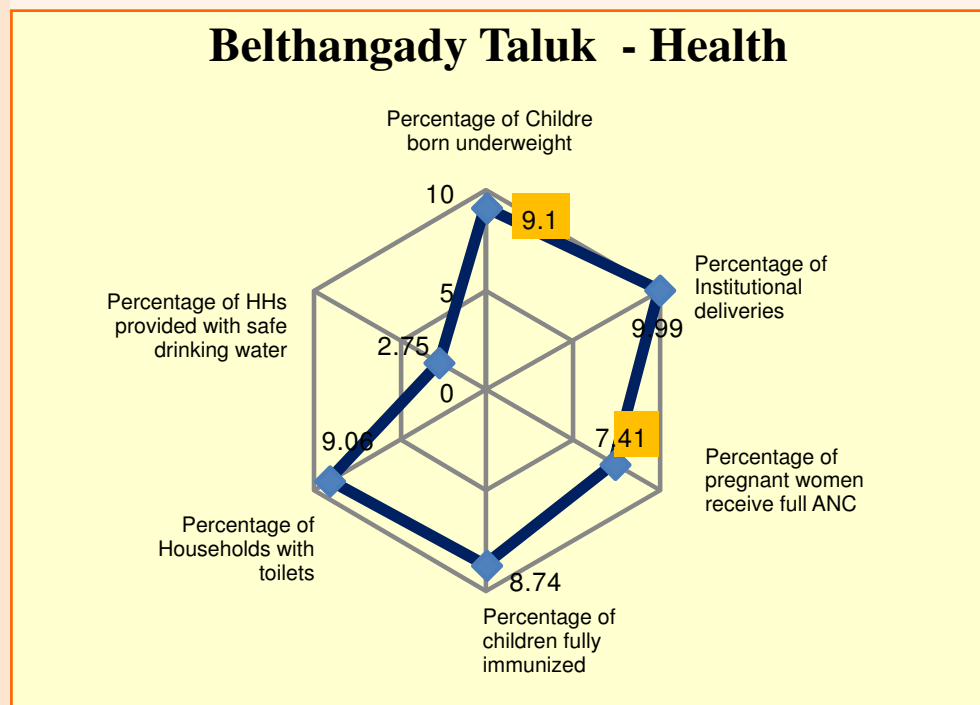 Belthangady Taluk - Health
Percentage of Childre
born underweight
10
9.1
Percentage of
Institutional
deliveries
5
Percentage of HHs
provided with safe
drinking water
9.99
2.75
0
9.06
7.41
Percentage of
pregnant women
receive full ANC
Percentage of
Households with
toilets
8.74
Percentage of
children fully
immunized